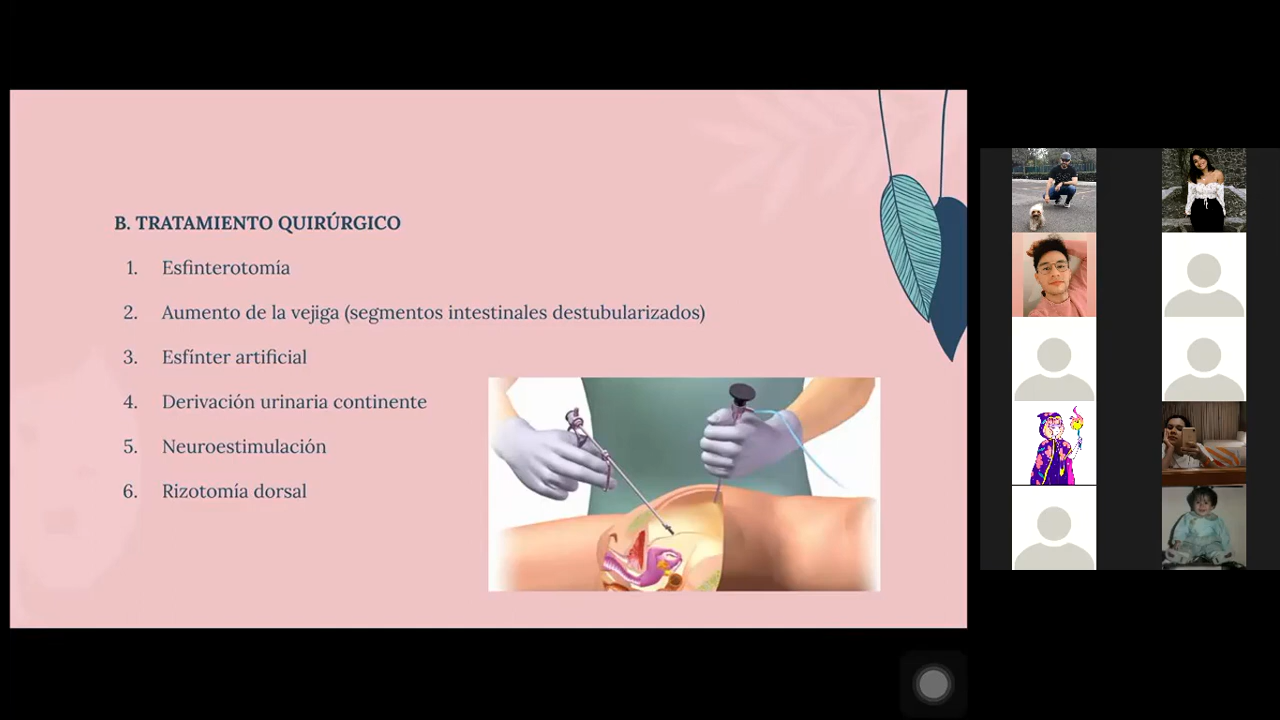 B. TRATAMIENTO QUIRÚRGICO
1. Esfinterotomía
2. Aumento de la vejiga (segmentos intestinales destubularizados)
3. Esfínter artificial
4. Derivación urinaria continente
5. Neuroestimulación
6. Rizotomía dorsal